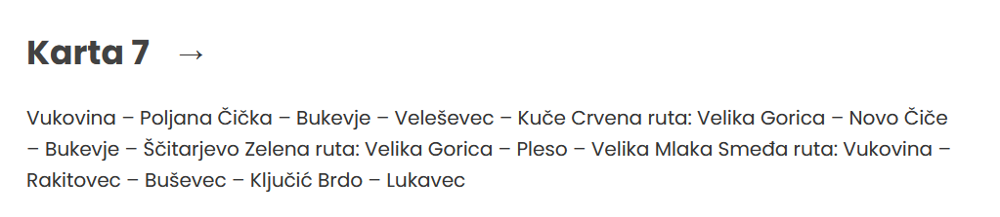 Karta 7 →
Vukovina – Poljana Čička – Bukevje – Veleševec – Kuče Crvena ruta: Velika Gorica – Novo Čiče
– Bukevje – Ščitarjevo Zelena ruta: Velika Gorica – Pleso – Velika Mlaka Smeđa ruta: Vukovina –
Rakitovec – Buševec – Ključić Brdo – Lukavec